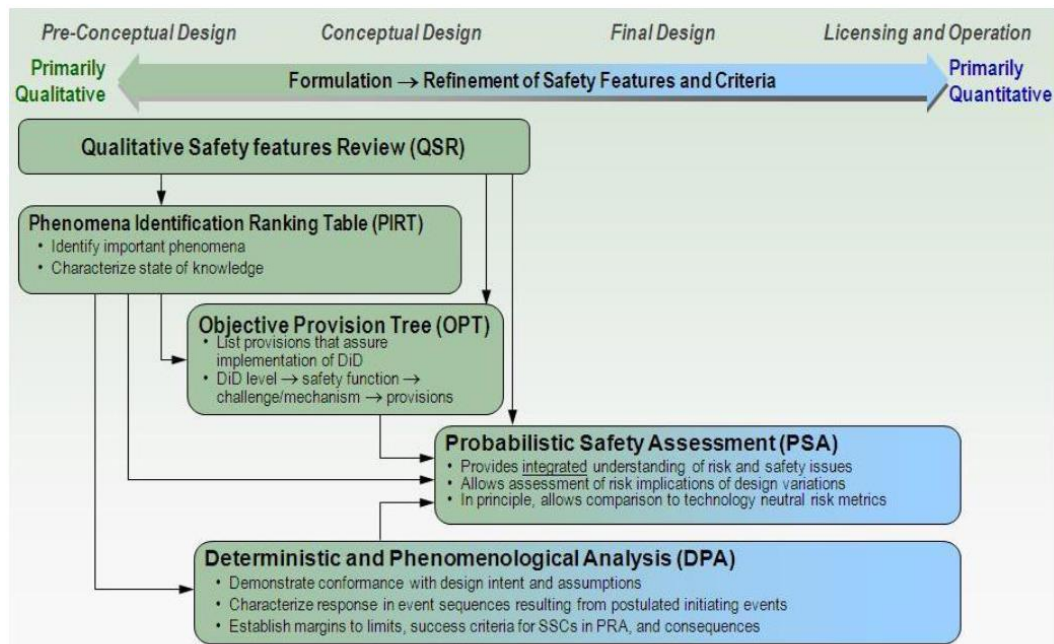 Pre-Conceptual Design Conceptual Design Final Design Licensing and Operation
Primarily
Qualitative
Formulation → Refinement of Safety Features and Criteria
Primarily
Quantitative
Qualitative Safety features Review (QSR)
Phenomena Identification Ranking Table (PIRT)
• Identify important phenomena
• Characterize state of knowledge
Objective Provision Tree (OPT)
• List provisions that assure
implementation of DiD
• DiD level → safety function →
challenge/mechanism → provisions
Probabilistic Safety Assessment (PSA)
• Provides integrated understanding of risk and safety issues
• Allows assessment of risk implications of design variations
• In principle, allows comparison to technology neutral risk metrics
Deterministic and Phenomenological Analysis (DPA)
• Demonstrate conformance with design intent and assumptions
• Characterize response in event sequences resulting from postulated initiating events
• Establish margins to limits, success criteria for SSCs in PRA, and consequences